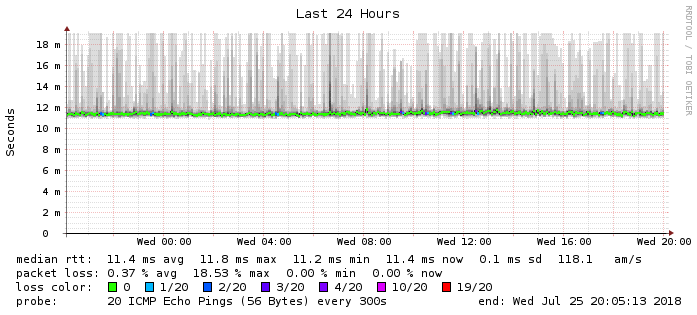 Last 24 Hours
RRDTOOL / TOBI OETIKER
Seconds
18 m
16 m
14 m
12 m
10 m
8 m
6 m
4 m
2 m
0
Wed 00:00 Wed 04:00 Wed 08:00 Wed 12:00 Wed 16:00 Wed 20:00
median rtt: 11.4 ms avg 11.8 ms max 11.2 ms min 11.4 ms now 0.1 ms sd 118.1 am/s
packet loss: 0.37 % avg 18.53 % max 0.00 % min 0.00 % now
loss color: 0 1/20 2/20 3/20 4/20 10/20 19/20
probe: 20 ICMP Echo Pings (56 Bytes) every 300s end: Wed Jul 25 20:05:13 2018